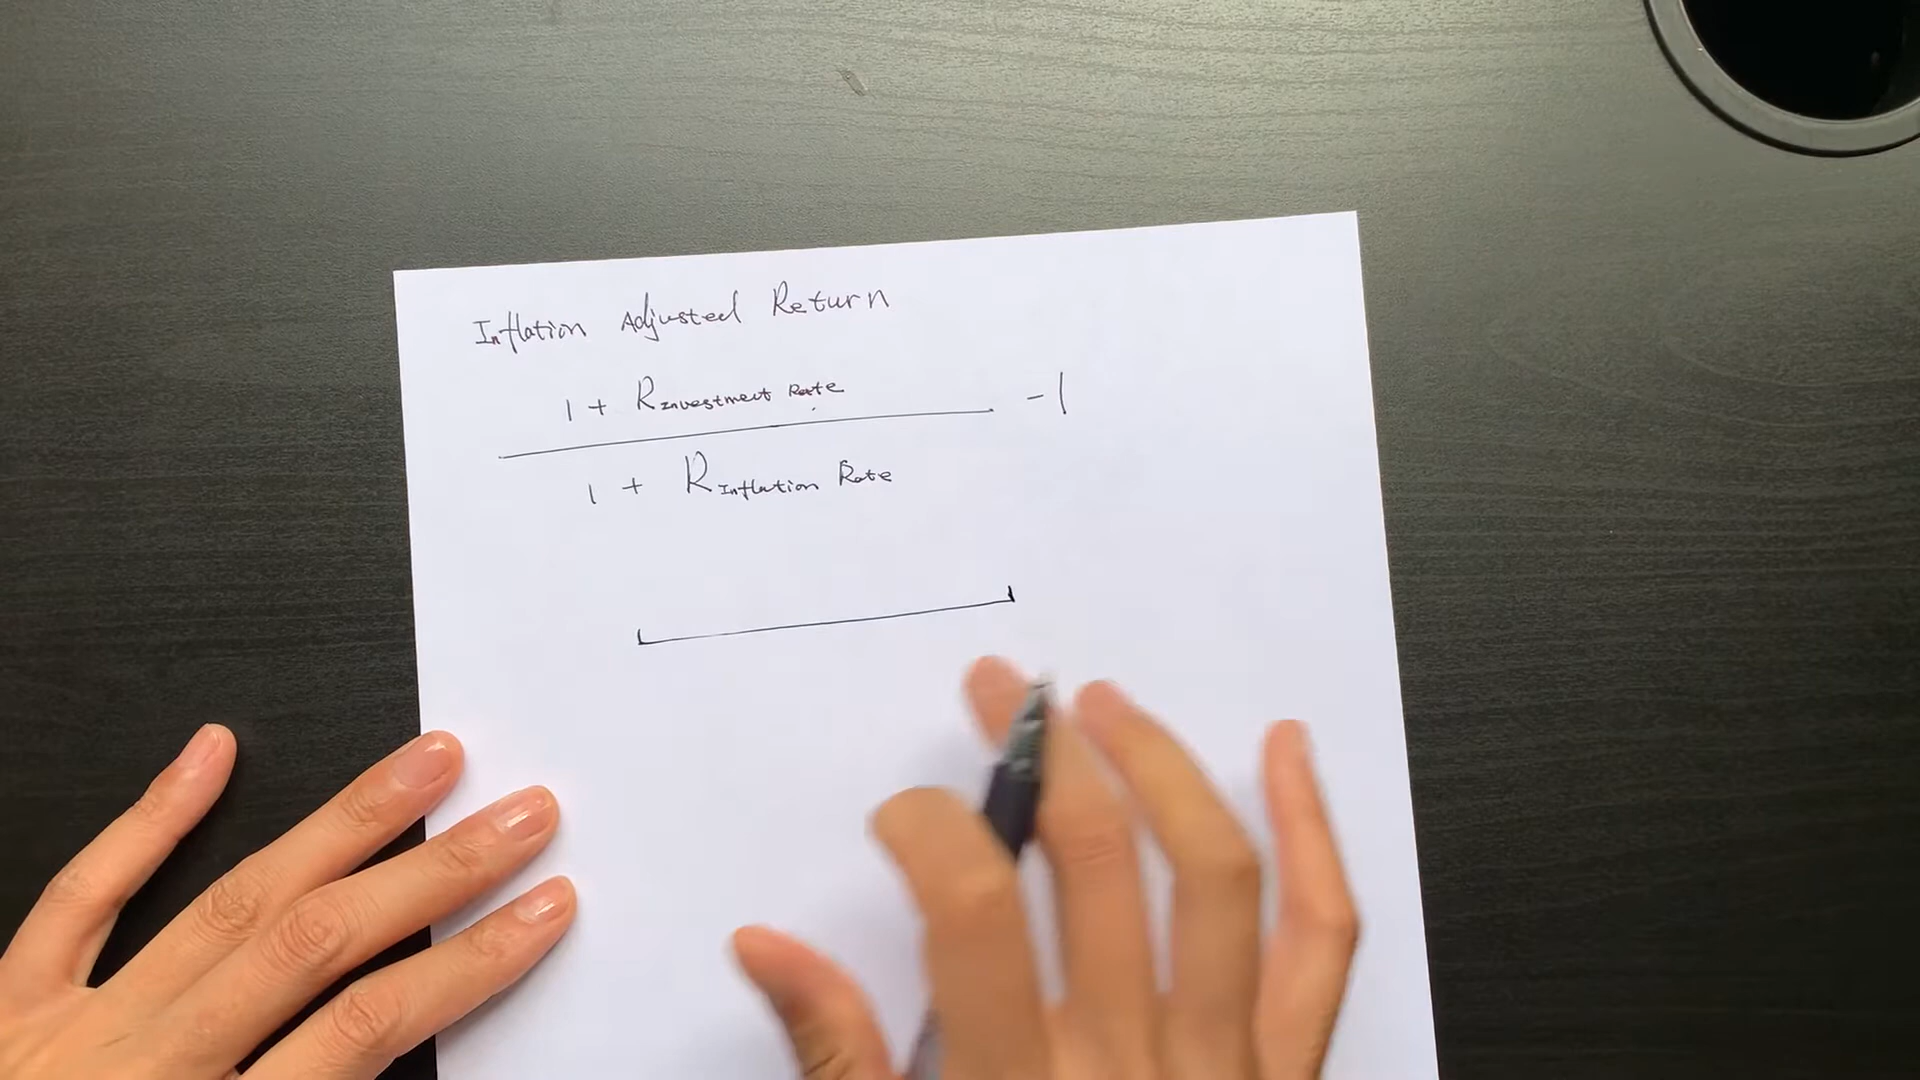 Inflation Adjusted Return
1 + R Investment Rate
- 1
1 + R Inflation Rate